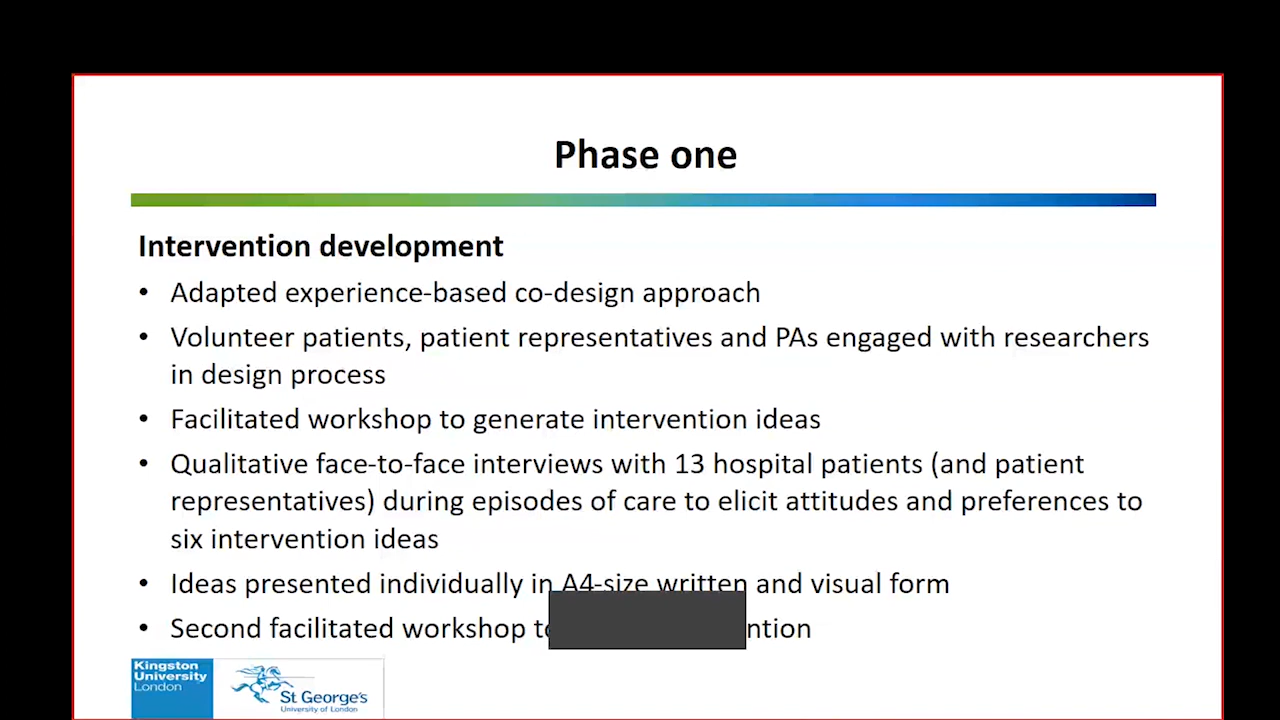 Phase one
Intervention development
• Adapted experience-based co-design approach
• Volunteer patients, patient representatives and PAs engaged with researchers
in design process
• Facilitated workshop to generate intervention ideas
• Qualitative face-to-face interviews with 13 hospital patients (and patient
representatives) during episodes of care to elicit attitudes and preferences to
six intervention ideas
• Ideas presented individually in A4-size written and visual form
• Second facilitated workshop
Kingston
University
London
St George's
University of London